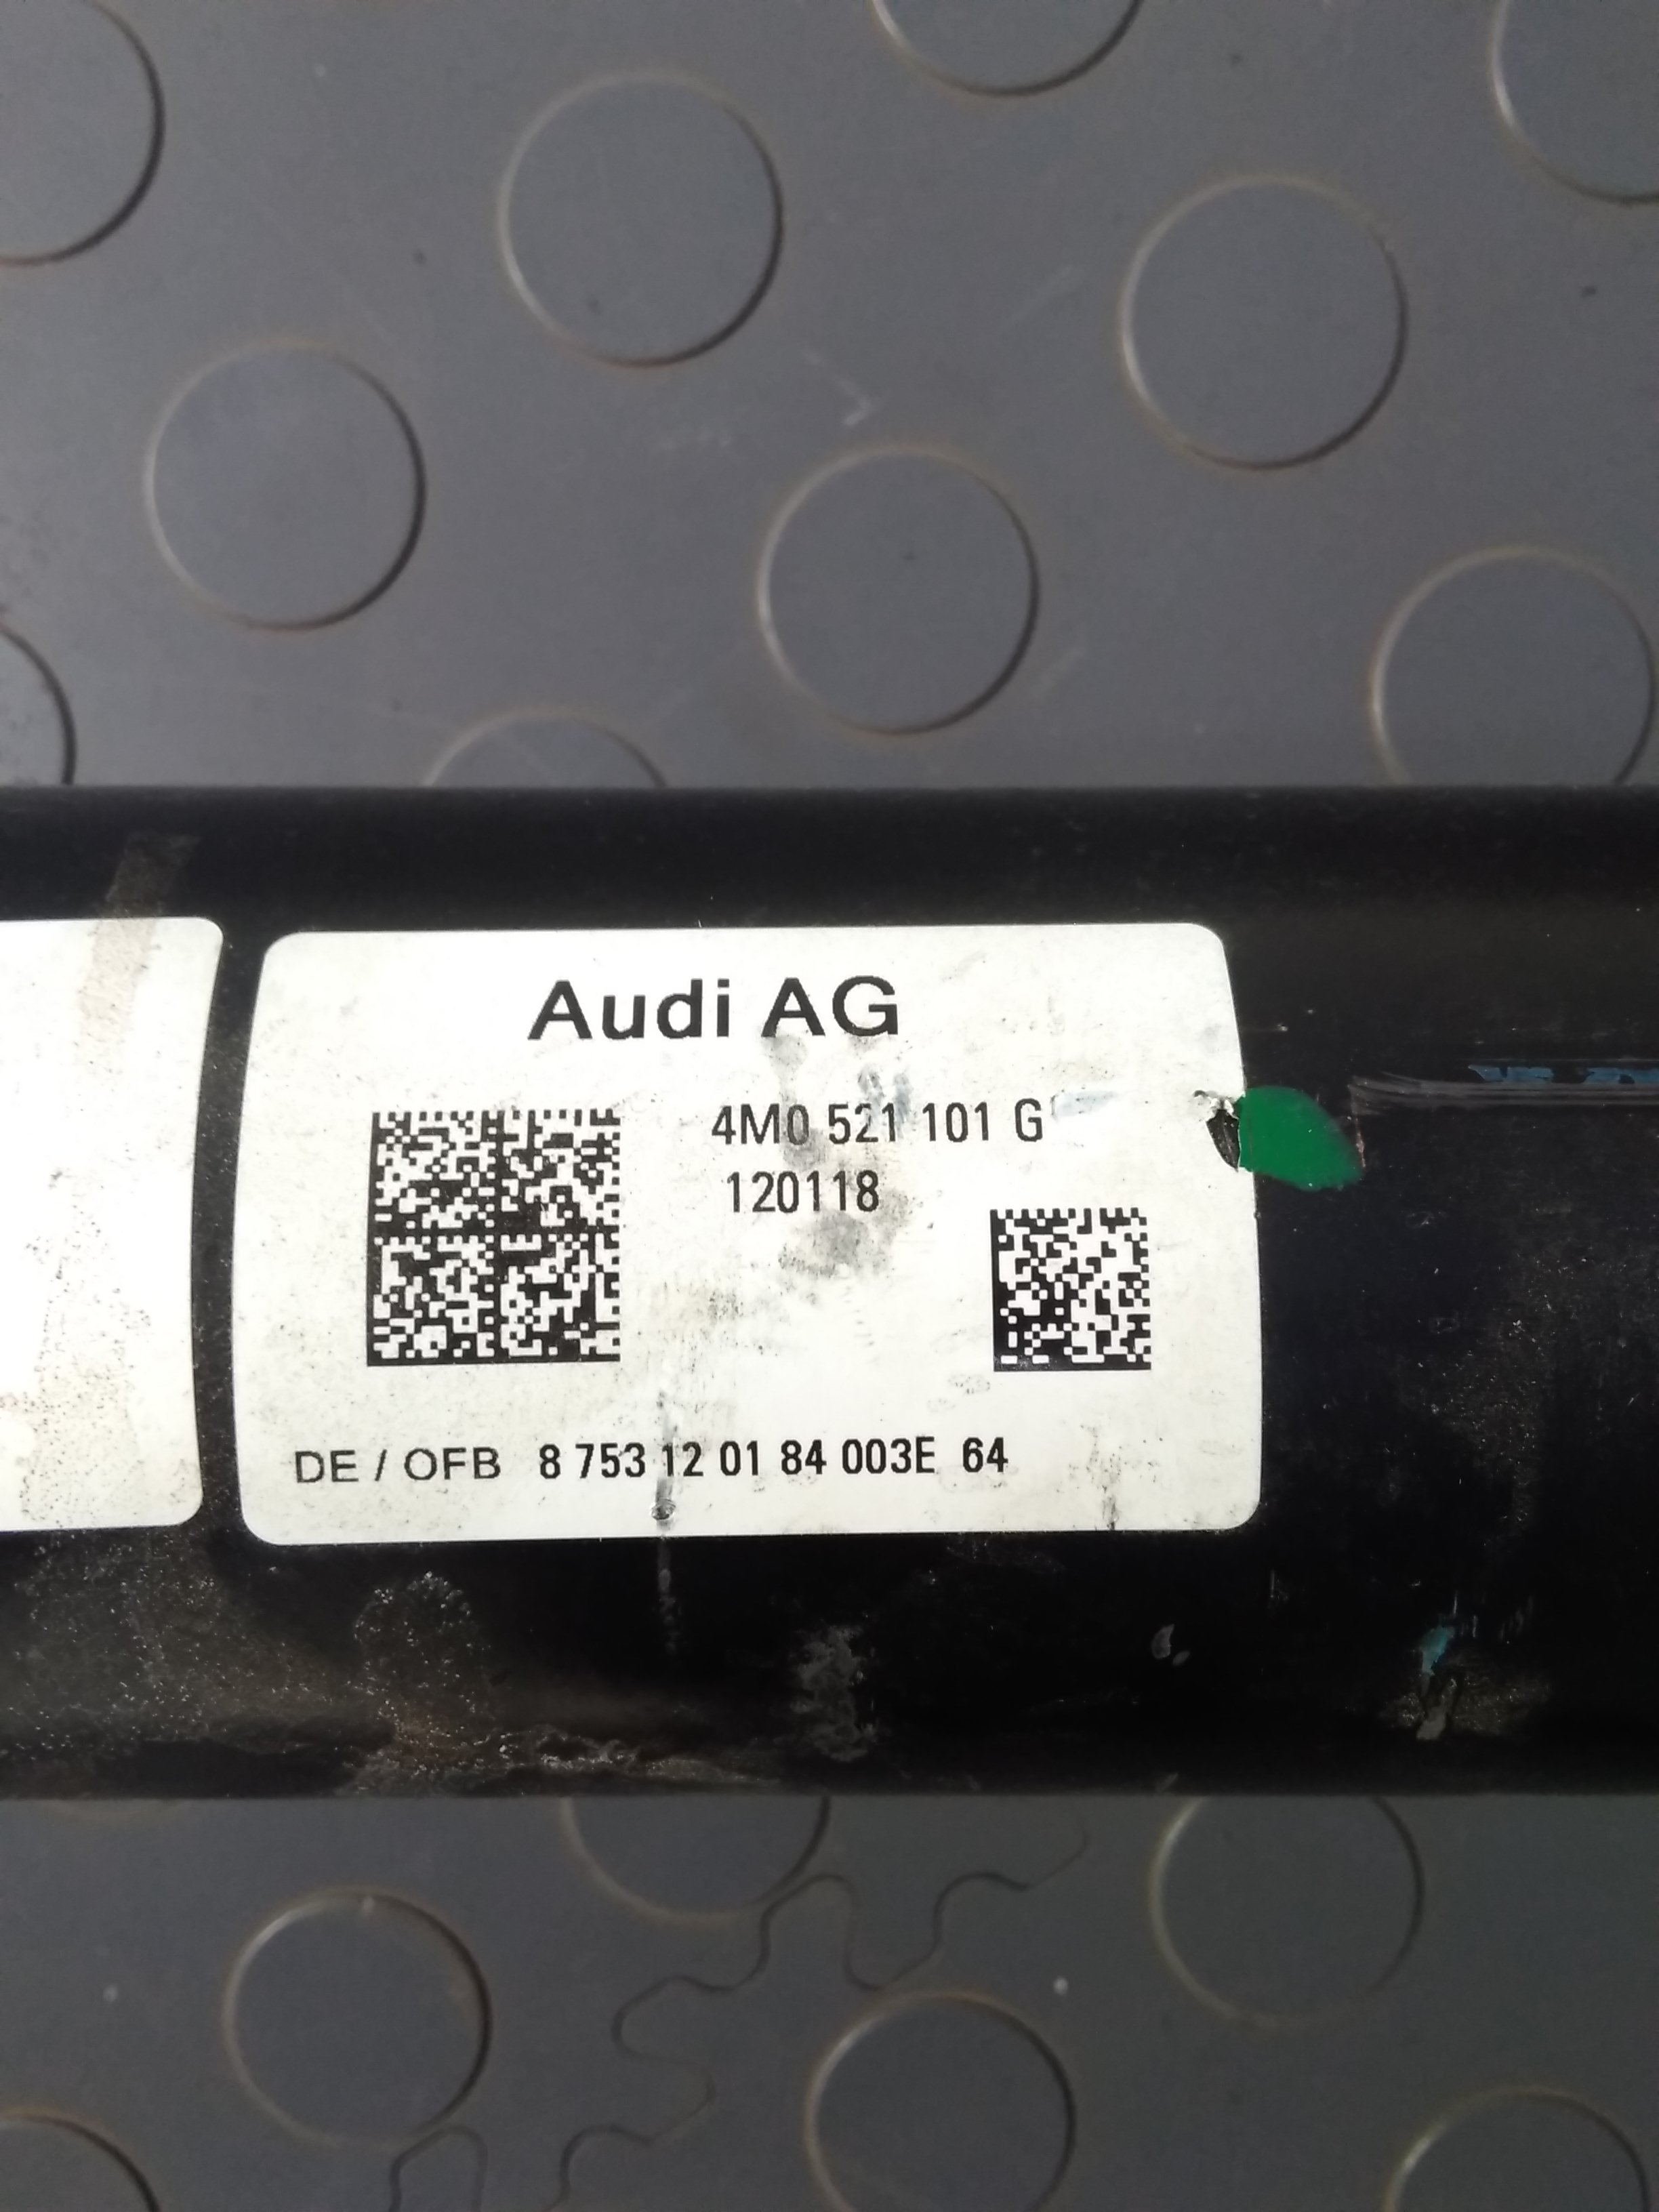 Audi AG
4M0 521 101 G
120118
DE / OFB 8 753 12 01 84 003E 64